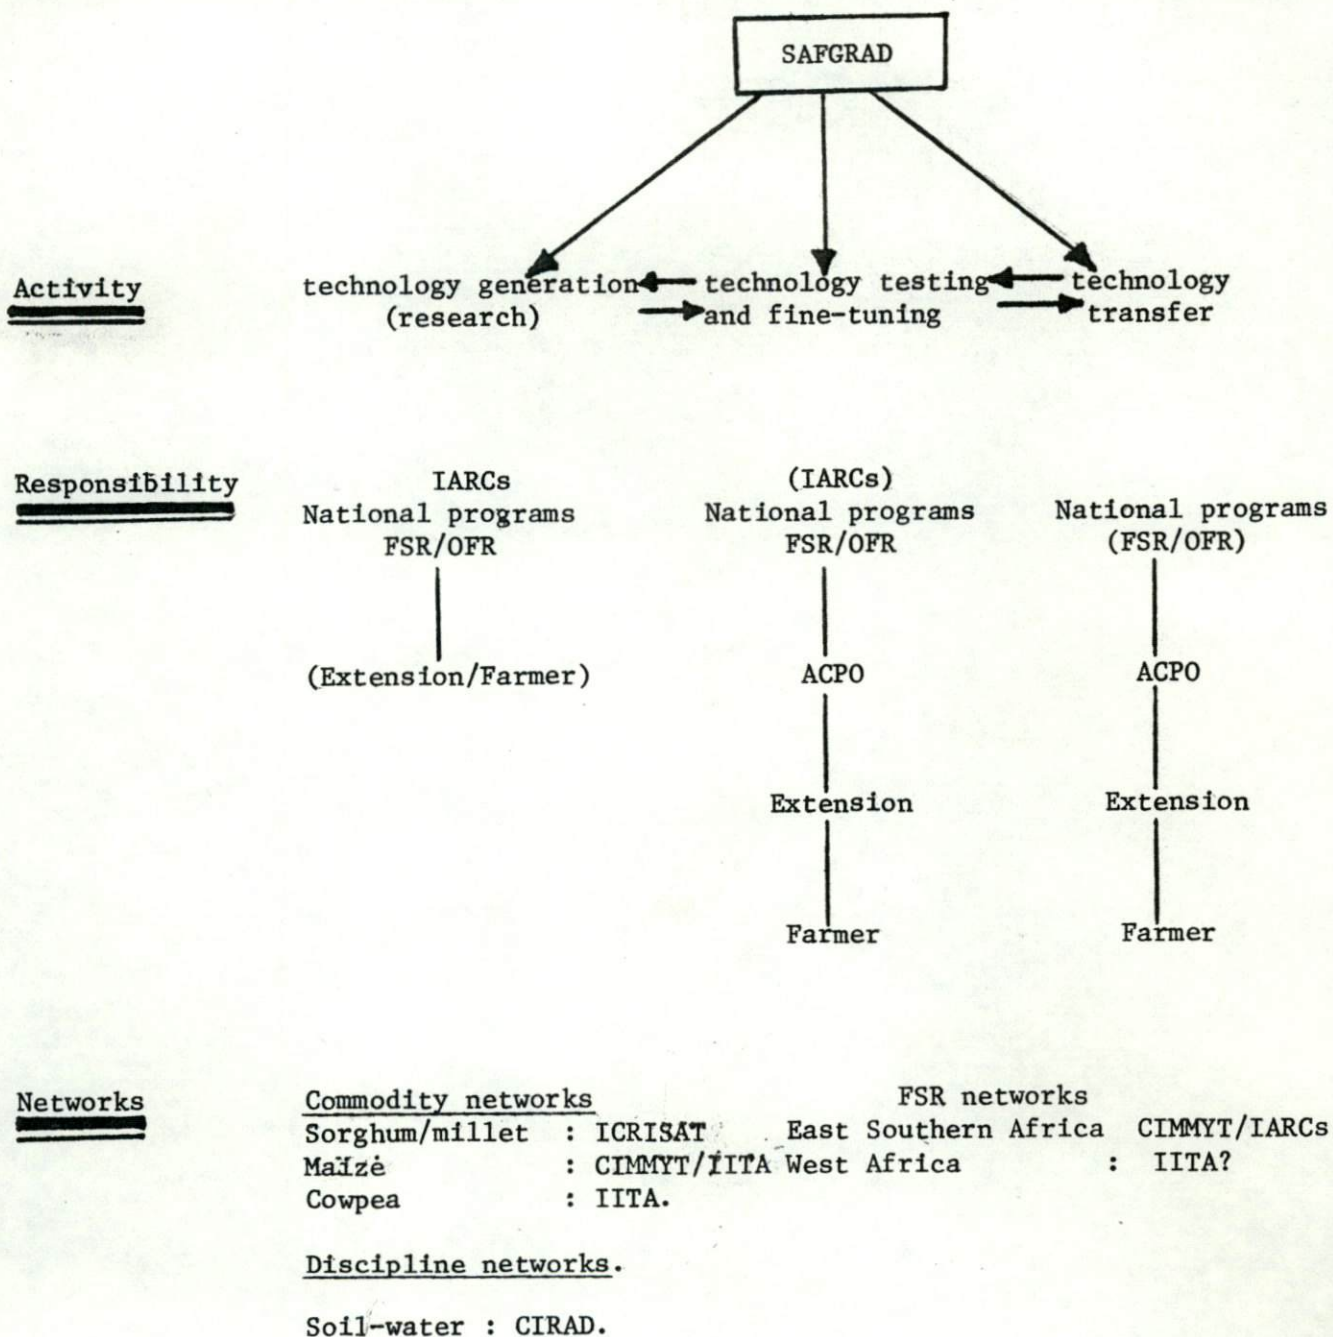 SAFGRAD
Activity
technology generation technology testing technology
(research) and fine-tuning transfer
Responsibility
IARCs (IARCs)
National programs National programs National programs
FSR/OFR FSR/OFR (FSR/OFR)
(Extension/Farmer) ACPO ACPO
Extension Extension
Farmer Farmer
Networks Commodity networks FSR networks
Sorghum/millet : ICRISAT East Southern Africa CIMMYT/IARCs
Maize : CIMMYT/IITA West Africa : IITA?
Cowpea : IITA.
Discipline networks.
Soil-water : CIRAD.